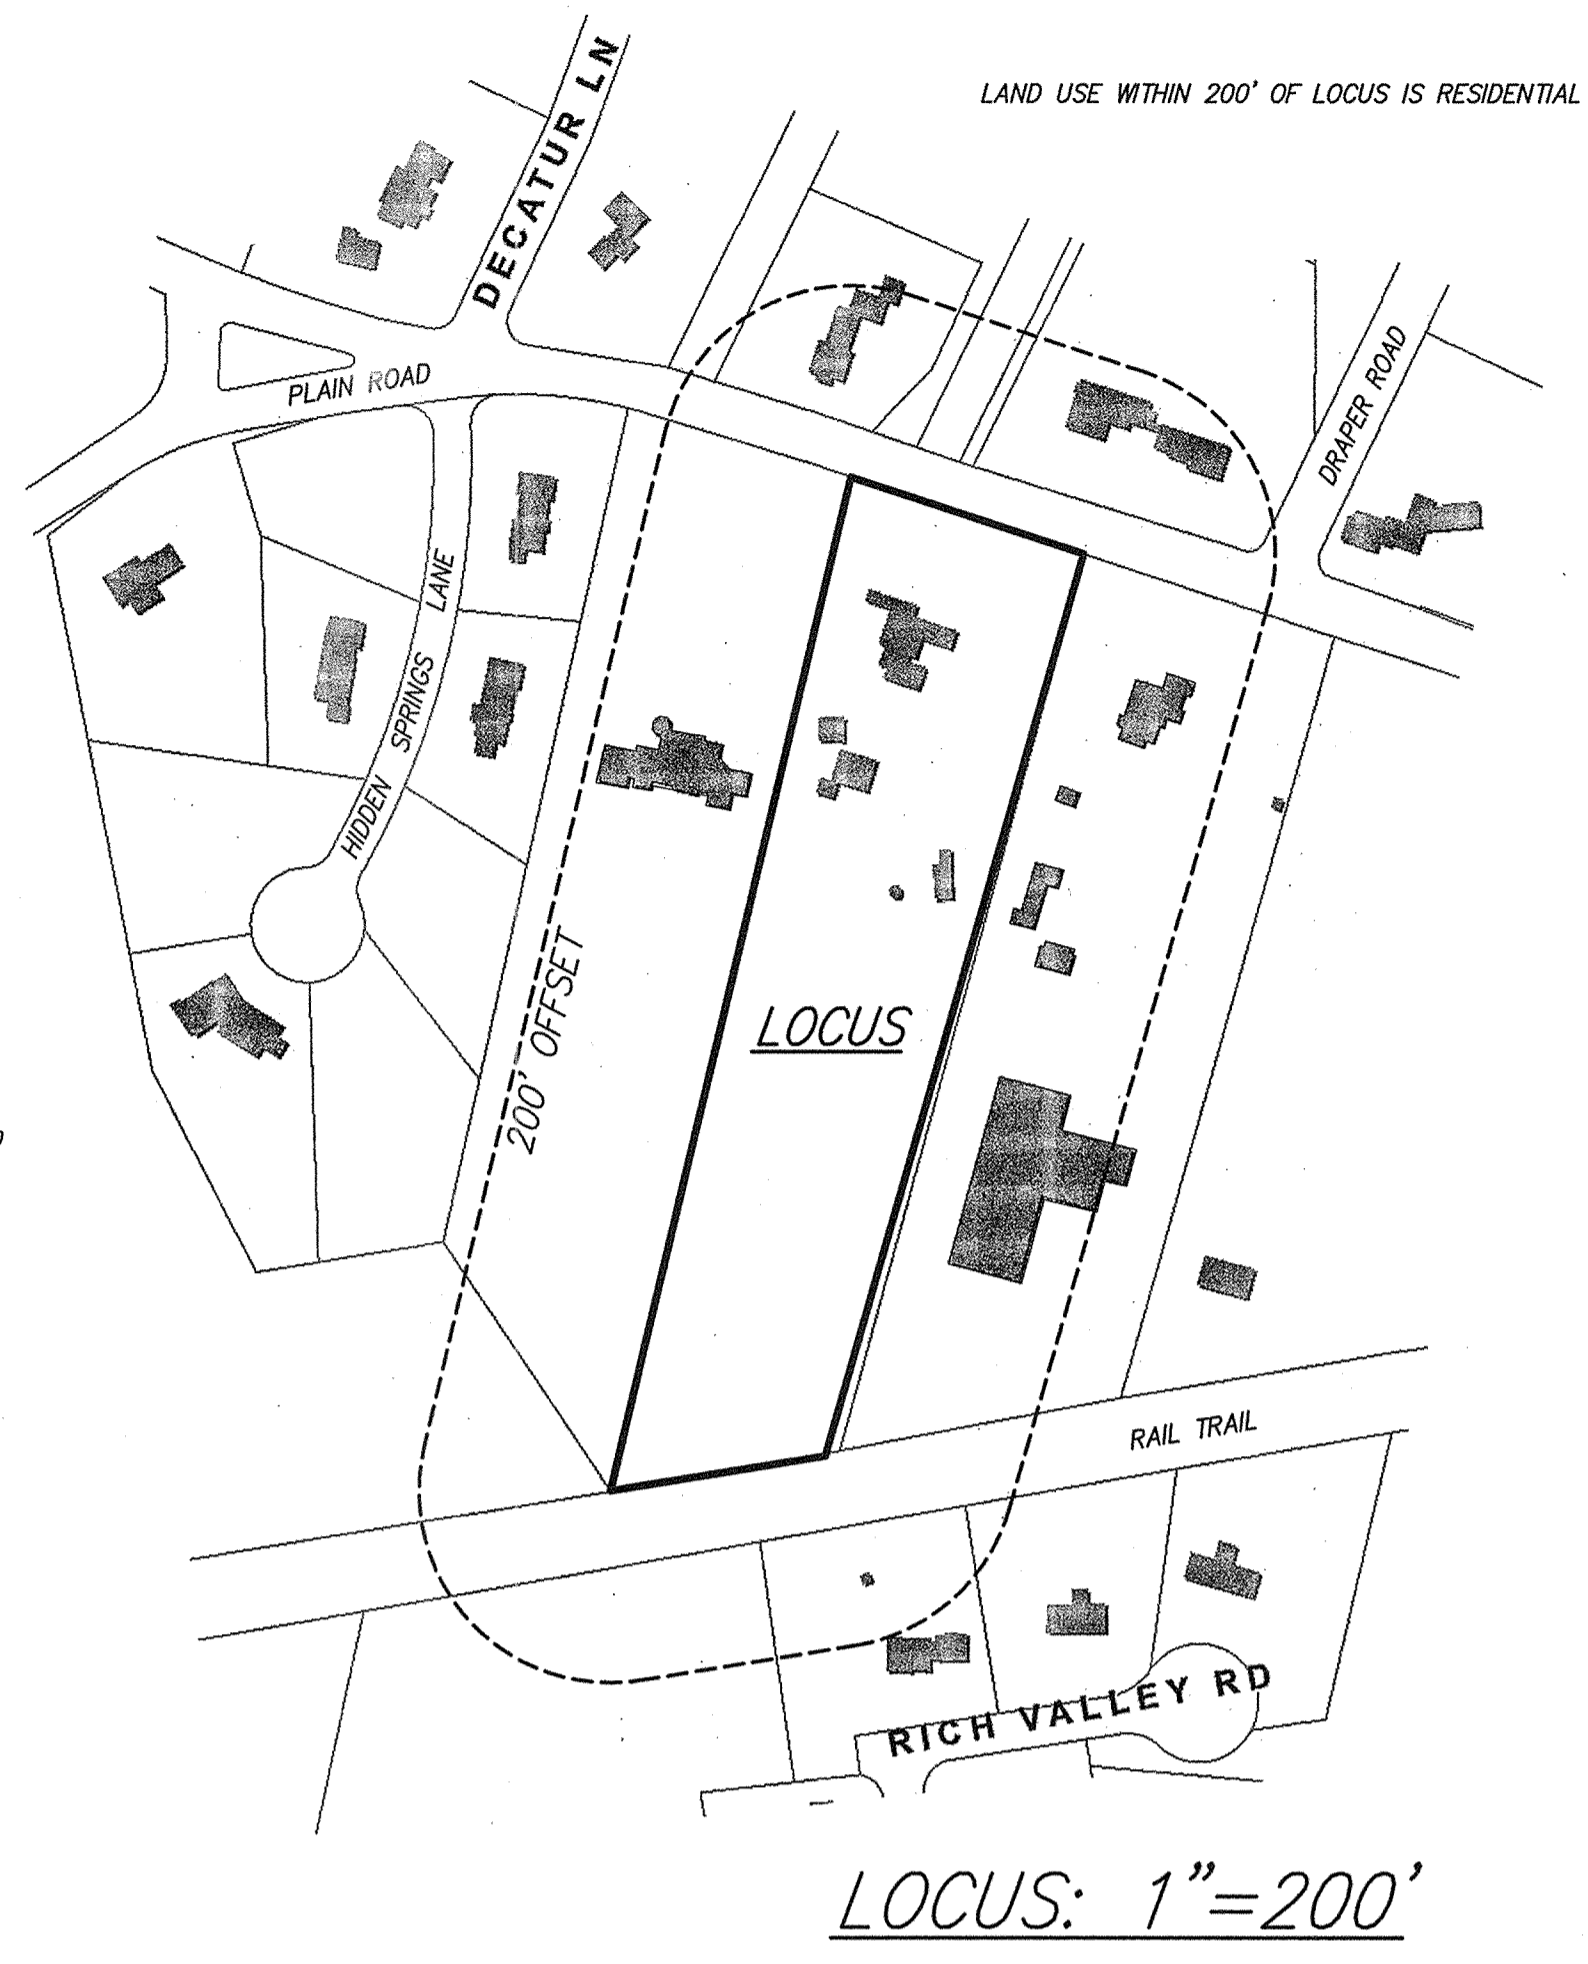 LAND USE WITHIN 200' OF LOCUS IS RESIDENTIAL
DECATUR LN
PLAIN ROAD
DRAPER ROAD
HIDDEN SPRINGS LANE
200' OFFSET
LOCUS
RAIL TRAIL
RICH VALLEY RD
LOCUS: 1"=200'